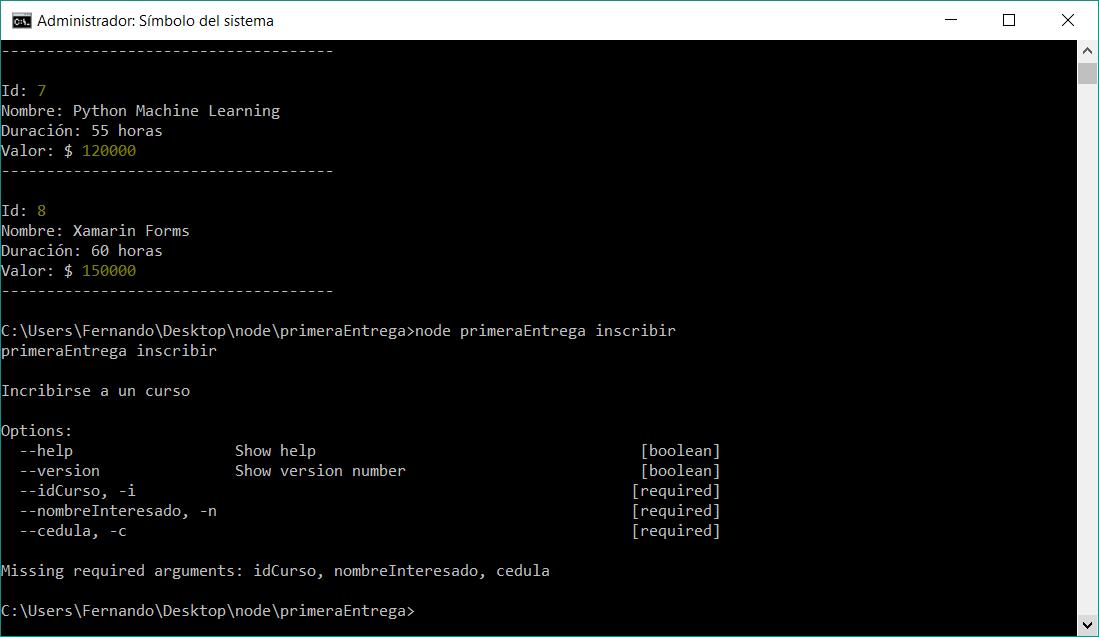 Administrador: Símbolo del sistema
-------------------------------------
Id: 7
Nombre: Python Machine Learning
Duración: 55 horas
Valor: $ 120000
-------------------------------------
Id: 8
Nombre: Xamarin Forms
Duración: 60 horas
Valor: $ 150000
-------------------------------------
C:\Users\Fernando\Desktop\node\primeraEntrega>node primeraEntrega inscribir
primeraEntrega inscribir
Incribirse a un curso
Options:
--help Show help [boolean]
--version Show version number [boolean]
--idCurso, -i [required]
--nombreInteresado, -n [required]
--cedula, -c [required]
Missing required arguments: idCurso, nombreInteresado, cedula
C:\Users\Fernando\Desktop\node\primeraEntrega>